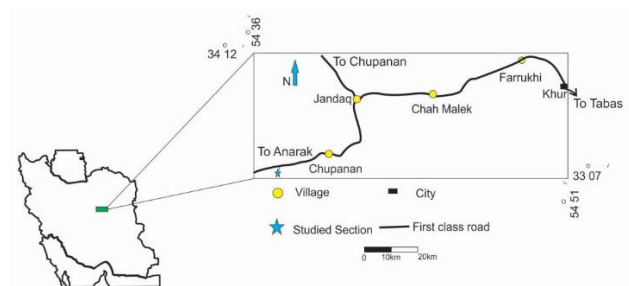 54 36
34 12
To Chupanan
N
Farrukhi
Jandaq
Chah Malek
Khur
To Tabas
To Anarak
Chupanan
33 07
54 51
Village
City
Studied Section
First class road
0 10km 20km